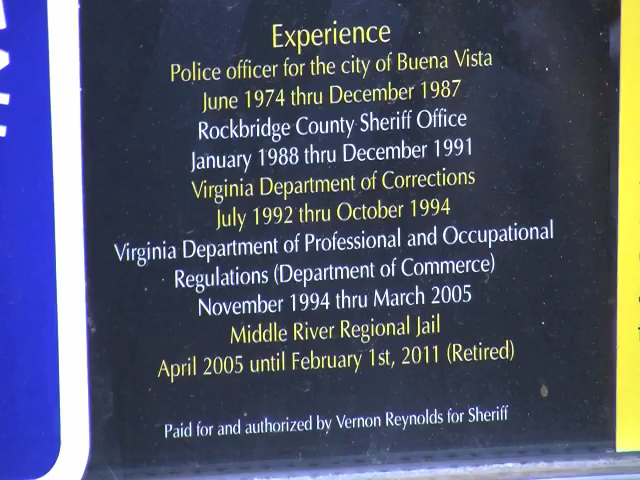 Experience
Police officer for the city of Buena Vista
June 1974 thru December 1987
Rockbridge County Sheriff Office
January 1988 thru December 1991
Virginia Department of Corrections
July 1992 thru October 1994
Virginia Department of Professional and Occupational
Regulations (Department of Commerce)
November 1994 thru March 2005
Middle River Regional Jail
April 2005 until February 1st, 2011 (Retired)
Paid for and authorized by Vernon Reynolds for Sheriff